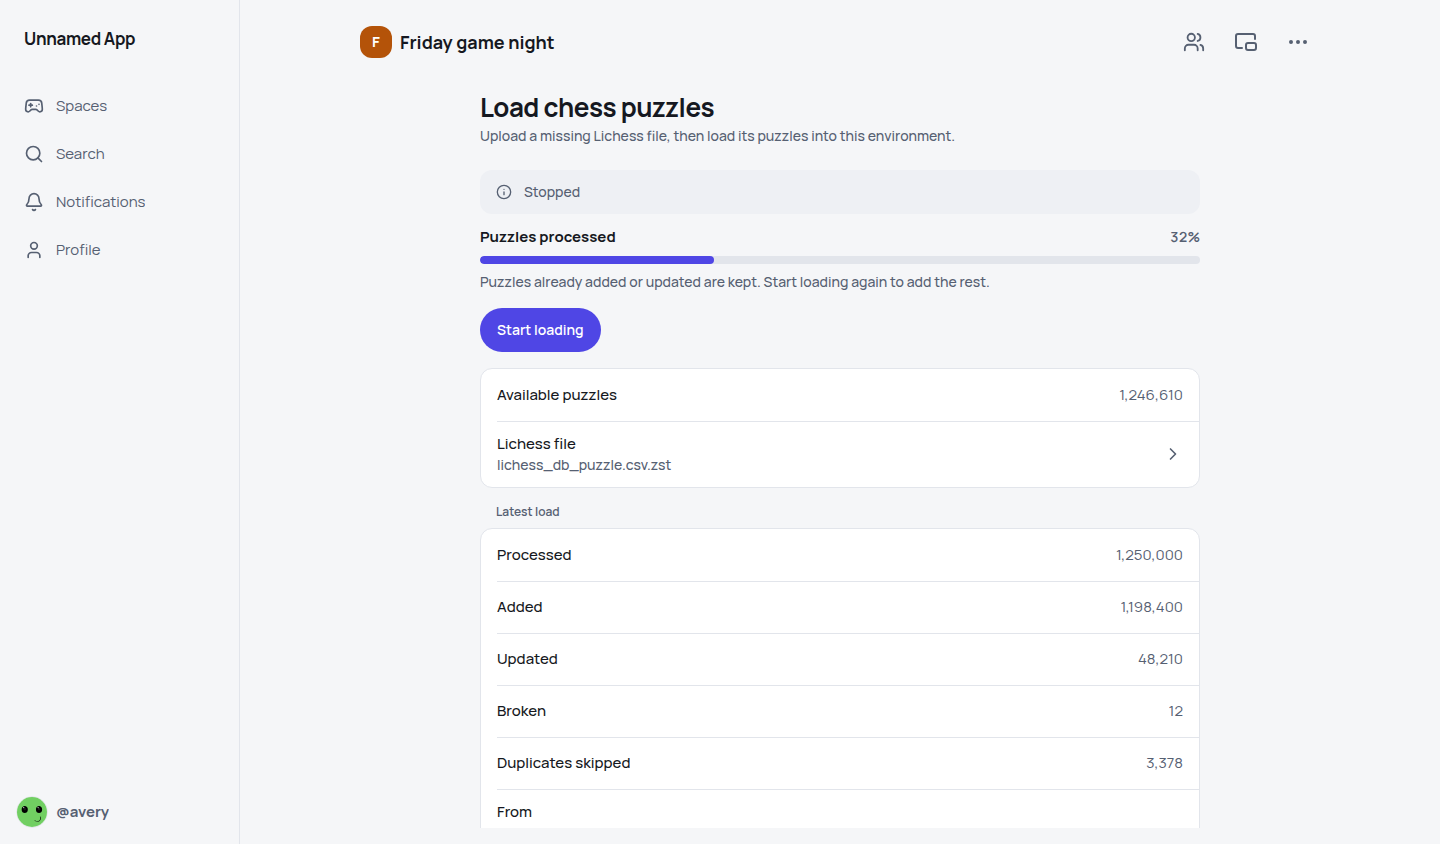 Unnamed App
Spaces
Search
Notifications
Profile
@avery
F
Friday game night
Load chess puzzles
Upload a missing Lichess file, then load its puzzles into this environment.
Stopped
Puzzles processed
32%
Puzzles already added or updated are kept. Start loading again to add the rest.
Start loading
Available puzzles
1,246,610
Lichess file
lichess_db_puzzle.csv.zst
Latest load
Processed
1,250,000
Added
1,198,400
Updated
48,210
Broken
12
Duplicates skipped
3,378
From